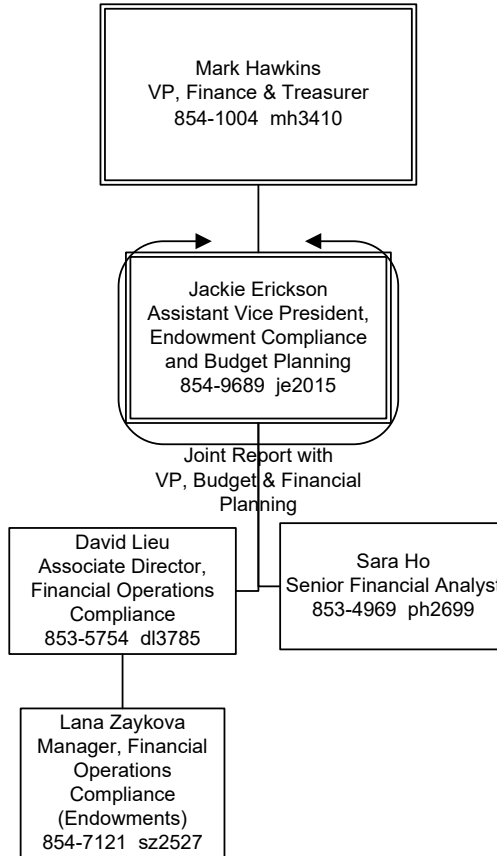 Mark Hawkins
VP, Finance & Treasurer
854-1004  mh3410
Jackie Erickson
Assistant Vice President,
Endowment Compliance
and Budget Planning
854-9689  je2015
Joint Report with
VP, Budget & Financial
Planning
David Lieu
Associate Director,
Financial Operations
Compliance
853-5754  dl3785
Sara Ho
Senior Financial Analyst
853-4969  ph2699
Lana Zaykova
Manager, Financial
Operations
Compliance
(Endowments)
854-7121  sz2527